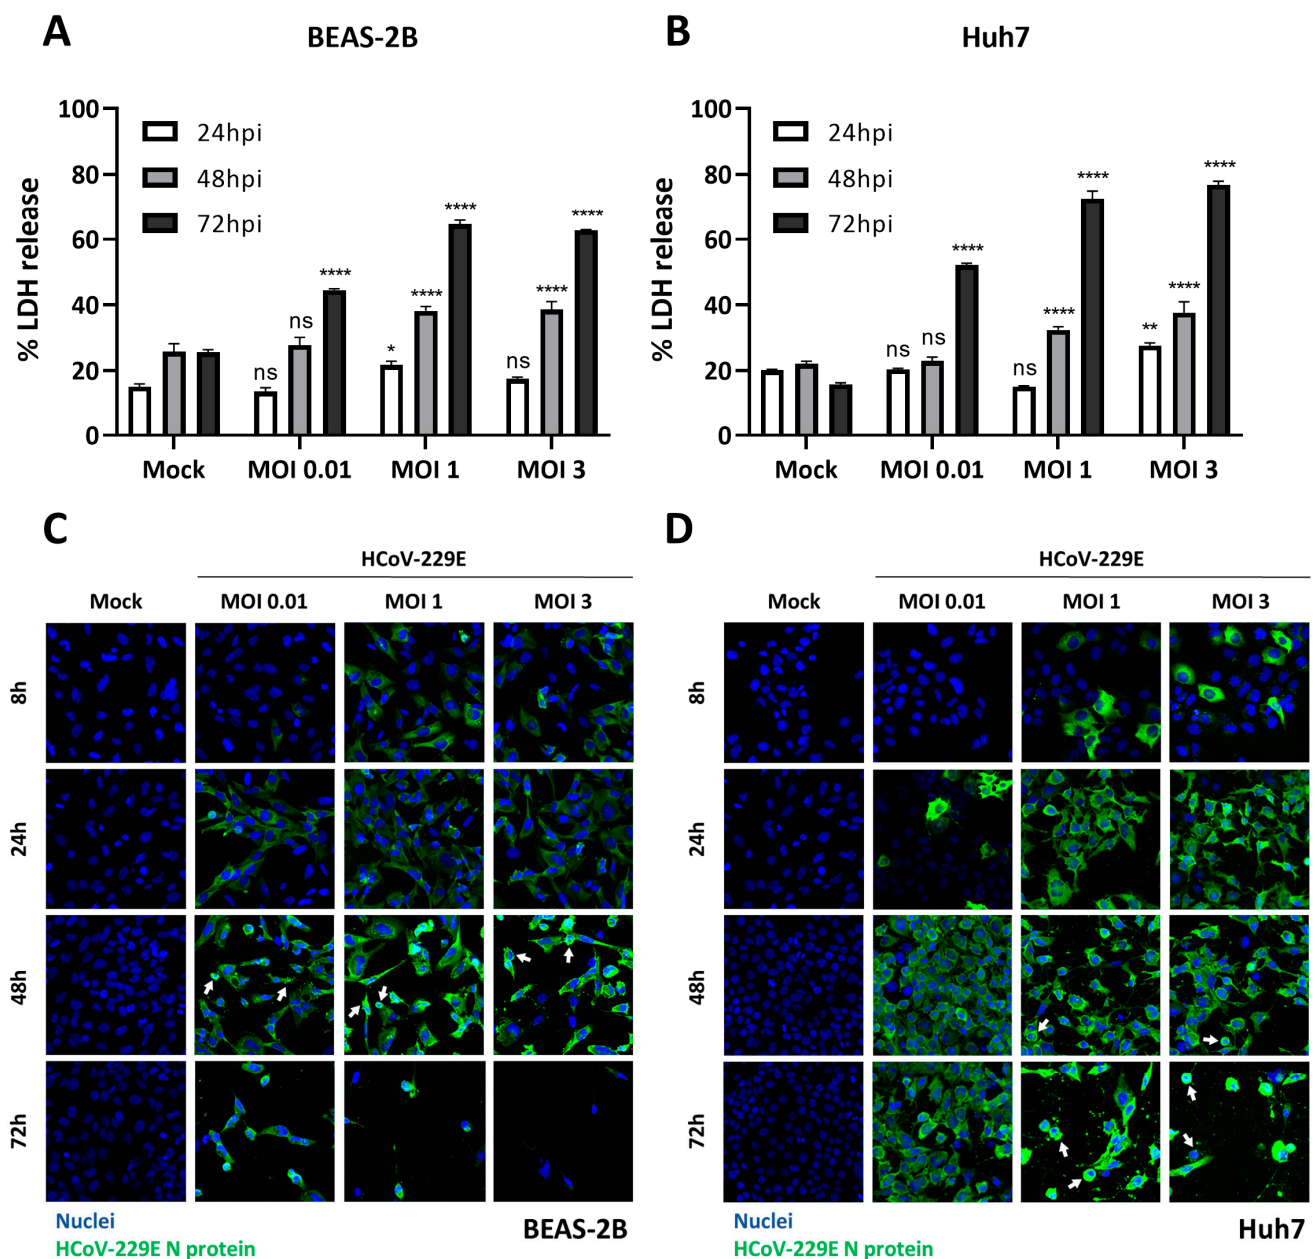 A
BEAS-2B
100
80
60
40
20
0
% LDH release
24hpi
48hpi
72hpi
ns
ns
****
*
****
****
ns
****
****
Mock
MOI 0.01
MOI 1
MOI 3
B
Huh7
100
80
60
40
20
0
% LDH release
24hpi
48hpi
72hpi
ns
ns
****
ns
****
****
**
****
****
Mock
MOI 0.01
MOI 1
MOI 3
C
HCoV-229E
Mock
MOI 0.01
MOI 1
MOI 3
8h
24h
48h
72h
Nuclei
HCoV-229E N protein
BEAS-2B
D
HCoV-229E
Mock
MOI 0.01
MOI 1
MOI 3
8h
24h
48h
72h
Nuclei
HCoV-229E N protein
Huh7